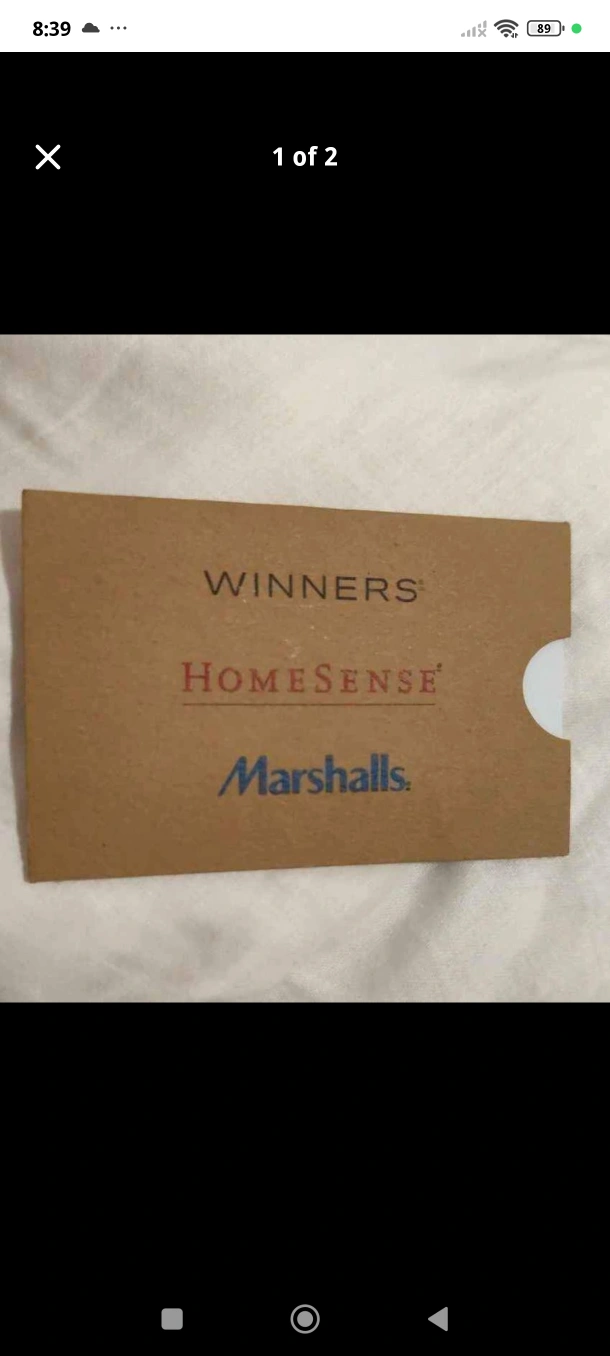 8:39
89
1 of 2
WINNERS®
HOMESENSE®
Marshalls.